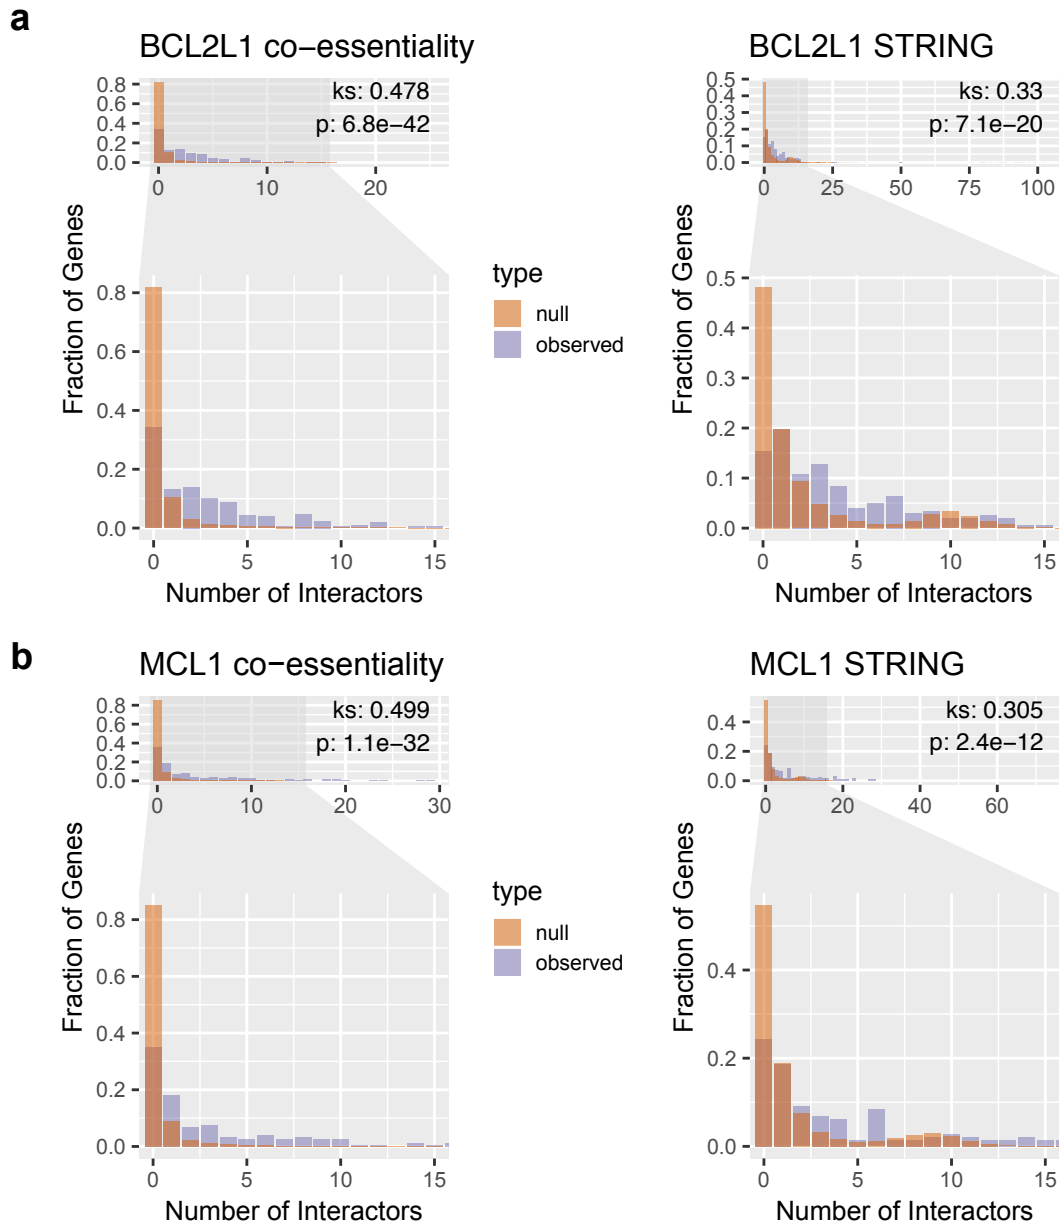 a
BCL2L1 co−essentiality
0.8
0.6
0.4
0.2
0.0
ks: 0.478
p: 6.8e−42
0
10
20
Fraction of Genes
0.8
0.6
0.4
0.2
0.0
0
5
10
15
Number of Interactors
type
null
observed
BCL2L1 STRING
0.5
0.4
0.3
0.2
0.1
0.0
ks: 0.33
p: 7.1e−20
0
25
50
75
100
Fraction of Genes
0.5
0.4
0.3
0.2
0.1
0.0
0
5
10
15
Number of Interactors
b
MCL1 co−essentiality
0.8
0.6
0.4
0.2
0.0
ks: 0.499
p: 1.1e−32
0
10
20
30
Fraction of Genes
0.8
0.6
0.4
0.2
0.0
0
5
10
15
Number of Interactors
type
null
observed
MCL1 STRING
0.4
0.2
0.0
ks: 0.305
p: 2.4e−12
0
20
40
60
Fraction of Genes
0.4
0.2
0.0
0
5
10
15
Number of Interactors